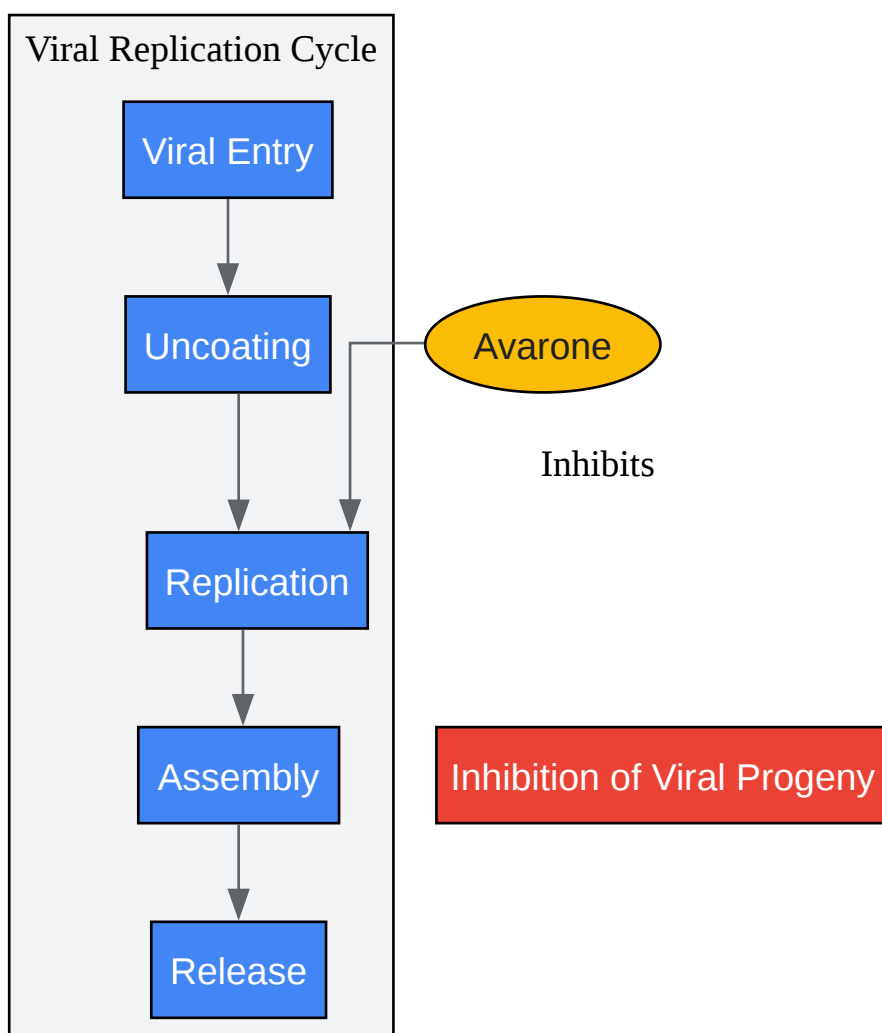 Viral Replication Cycle
Viral Entry
Uncoating
Avarone
Inhibits
Replication
Assembly
Inhibition of Viral Progeny
Release